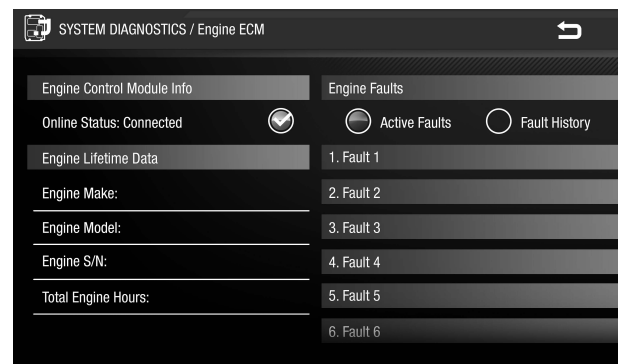 SYSTEM DIAGNOSTICS / Engine ECM
Engine Control Module Info
Online Status: Connected
Engine Lifetime Data
Engine Make:
Engine Model:
Engine S/N:
Total Engine Hours:
Engine Faults
Active Faults
Fault History
1. Fault 1
2. Fault 2
3. Fault 3
4. Fault 4
5. Fault 5
6. Fault 6